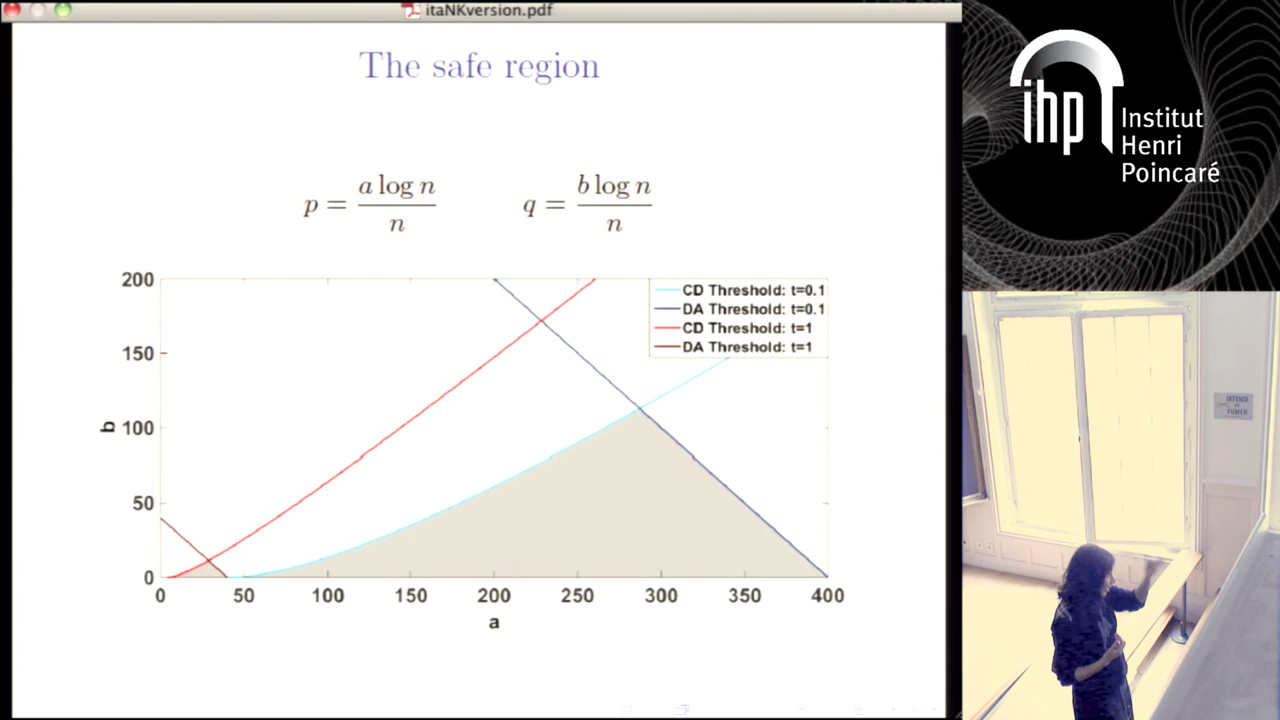 itaNKversion.pdf
The safe region
p = a log n / n    q = b log n / n
200
150
100
50
0
b
CD Threshold: t=0.1
DA Threshold: t=0.1
CD Threshold: t=1
DA Threshold: t=1
0 50 100 150 200 250 300 350 400
a
ihp Institut
Henri
Poincaré
DÉFENSE
DE
FUMER